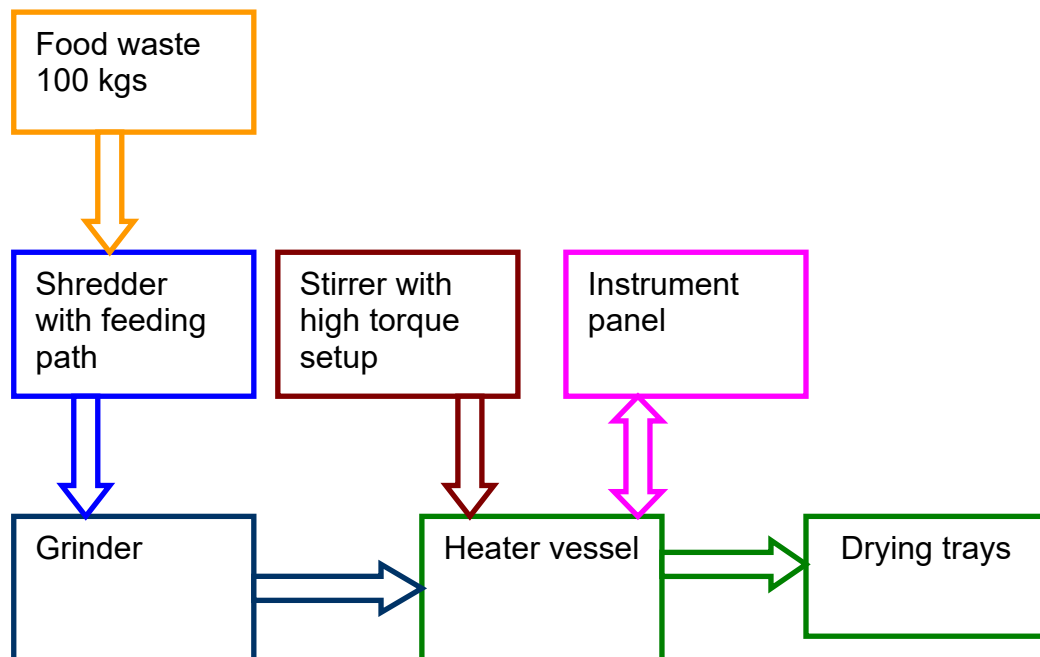 Food waste
100 kgs
Shredder
with feeding
path
Stirrer with
high torque
setup
Instrument
panel
Grinder
Heater vessel
Drying trays